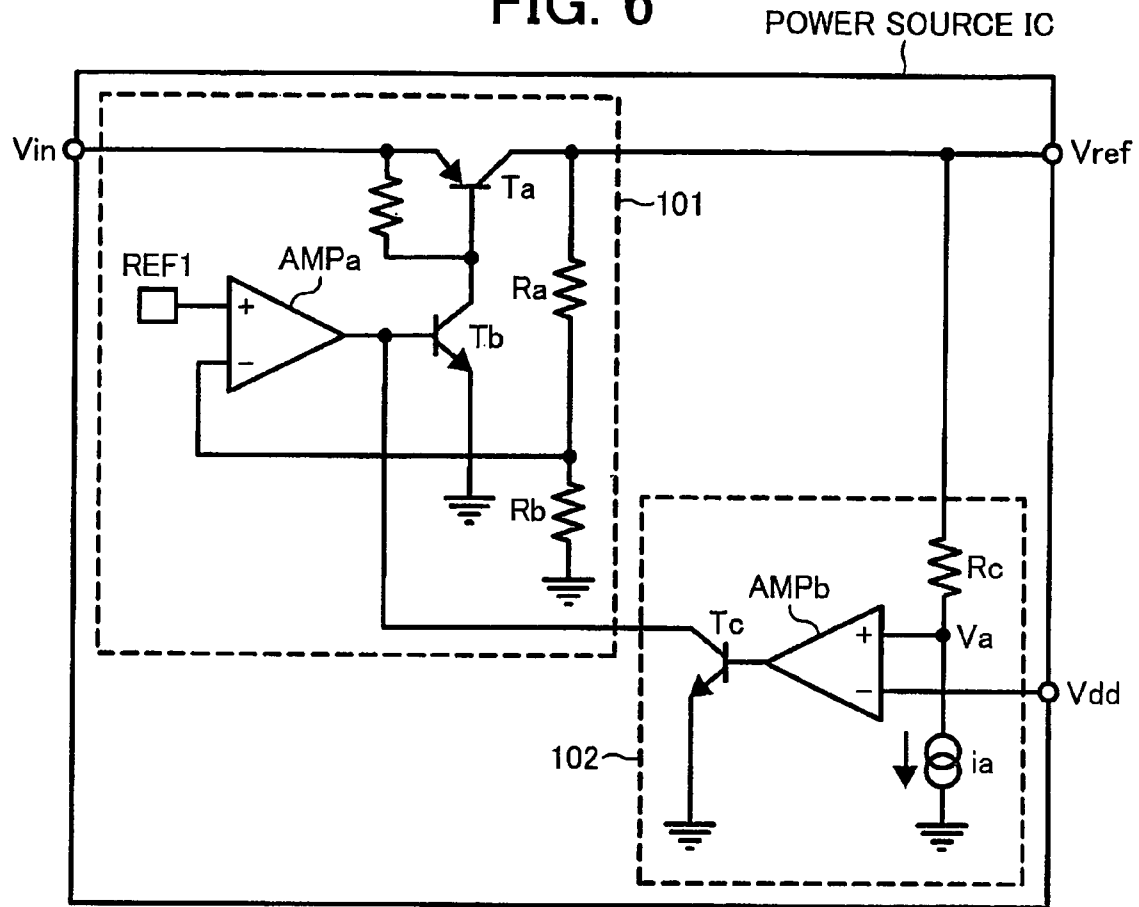 FIG. 6
POWER SOURCE IC
Vin
Vref
Ta
101
REF1
AMPa
+
−
Tb
Ra
Rb
Rc
AMPb
Tc
+
−
Va
Vdd
102
ia